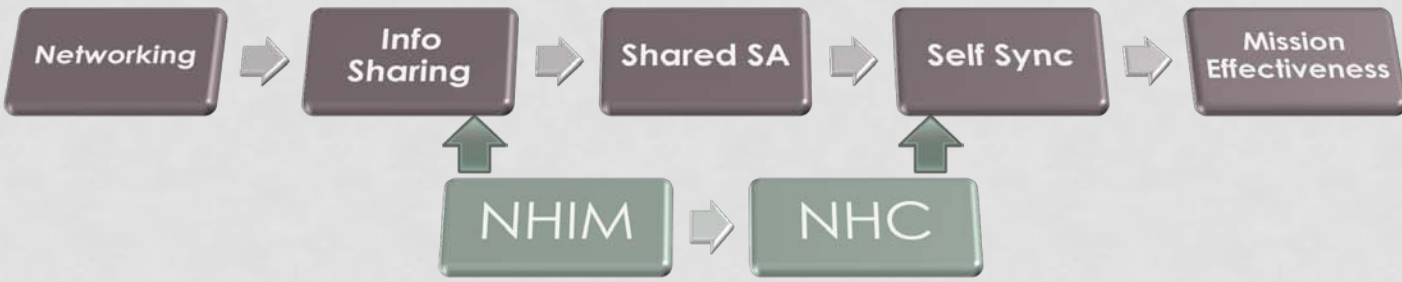 Networking
Info
Sharing
Shared SA
Self Sync
Mission
Effectiveness
NHIM
NHC